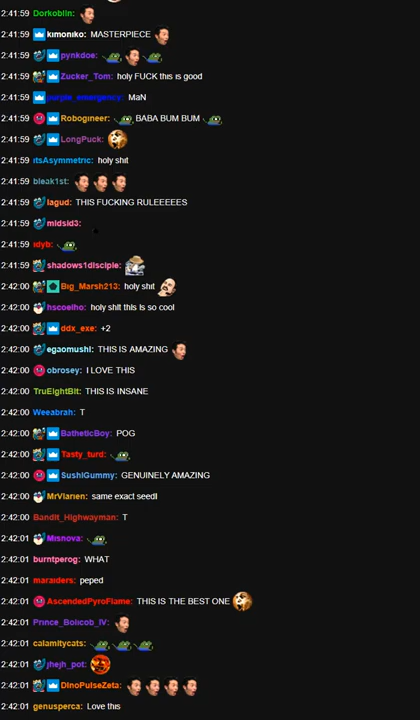 2:41:59 Dorkoblin:
2:41:59 kimoniko: MASTERPIECE
2:41:59 pynkdoe:
2:41:59 Zucker_Tom: holy FUCK this is good
2:41:59 purple_emergency: MaN
2:41:59 Robogineer: BABA BUM BUM
2:41:59 LongPuck:
2:41:59 itsAsymmetric: holy shit
2:41:59 bleak1st:
2:41:59 lagud: THIS FUCKING RULEEEEES
2:41:59 midsid3:
2:41:59 idyb:
2:41:59 shadows1disciple:
2:42:00 Big_Marsh213: holy shit
2:42:00 hscoelho: holy shit this is so cool
2:42:00 ddx_exe: +2
2:42:00 egaomushi: THIS IS AMAZING
2:42:00 obrosey: I LOVE THIS
2:42:00 TruEightBit: THIS IS INSANE
2:42:00 Weeabrah: T
2:42:00 BatheticBoy: POG
2:42:00 Tasty_turd:
2:42:00 SushiGummy: GENUINELY AMAZING
2:42:00 MrVlarien: same exact seedl
2:42:00 Bandit_Highwayman: T
2:42:01 Misnova:
2:42:01 burntperog: WHAT
2:42:01 maraiders: peped
2:42:01 AscendedPyroFlame: THIS IS THE BEST ONE
2:42:01 Prince_Bolicob_IV:
2:42:01 calamitycats:
2:42:01 jhejh_pot:
2:42:01 DinoPulseZeta:
2:42:01 genusperca: Love this